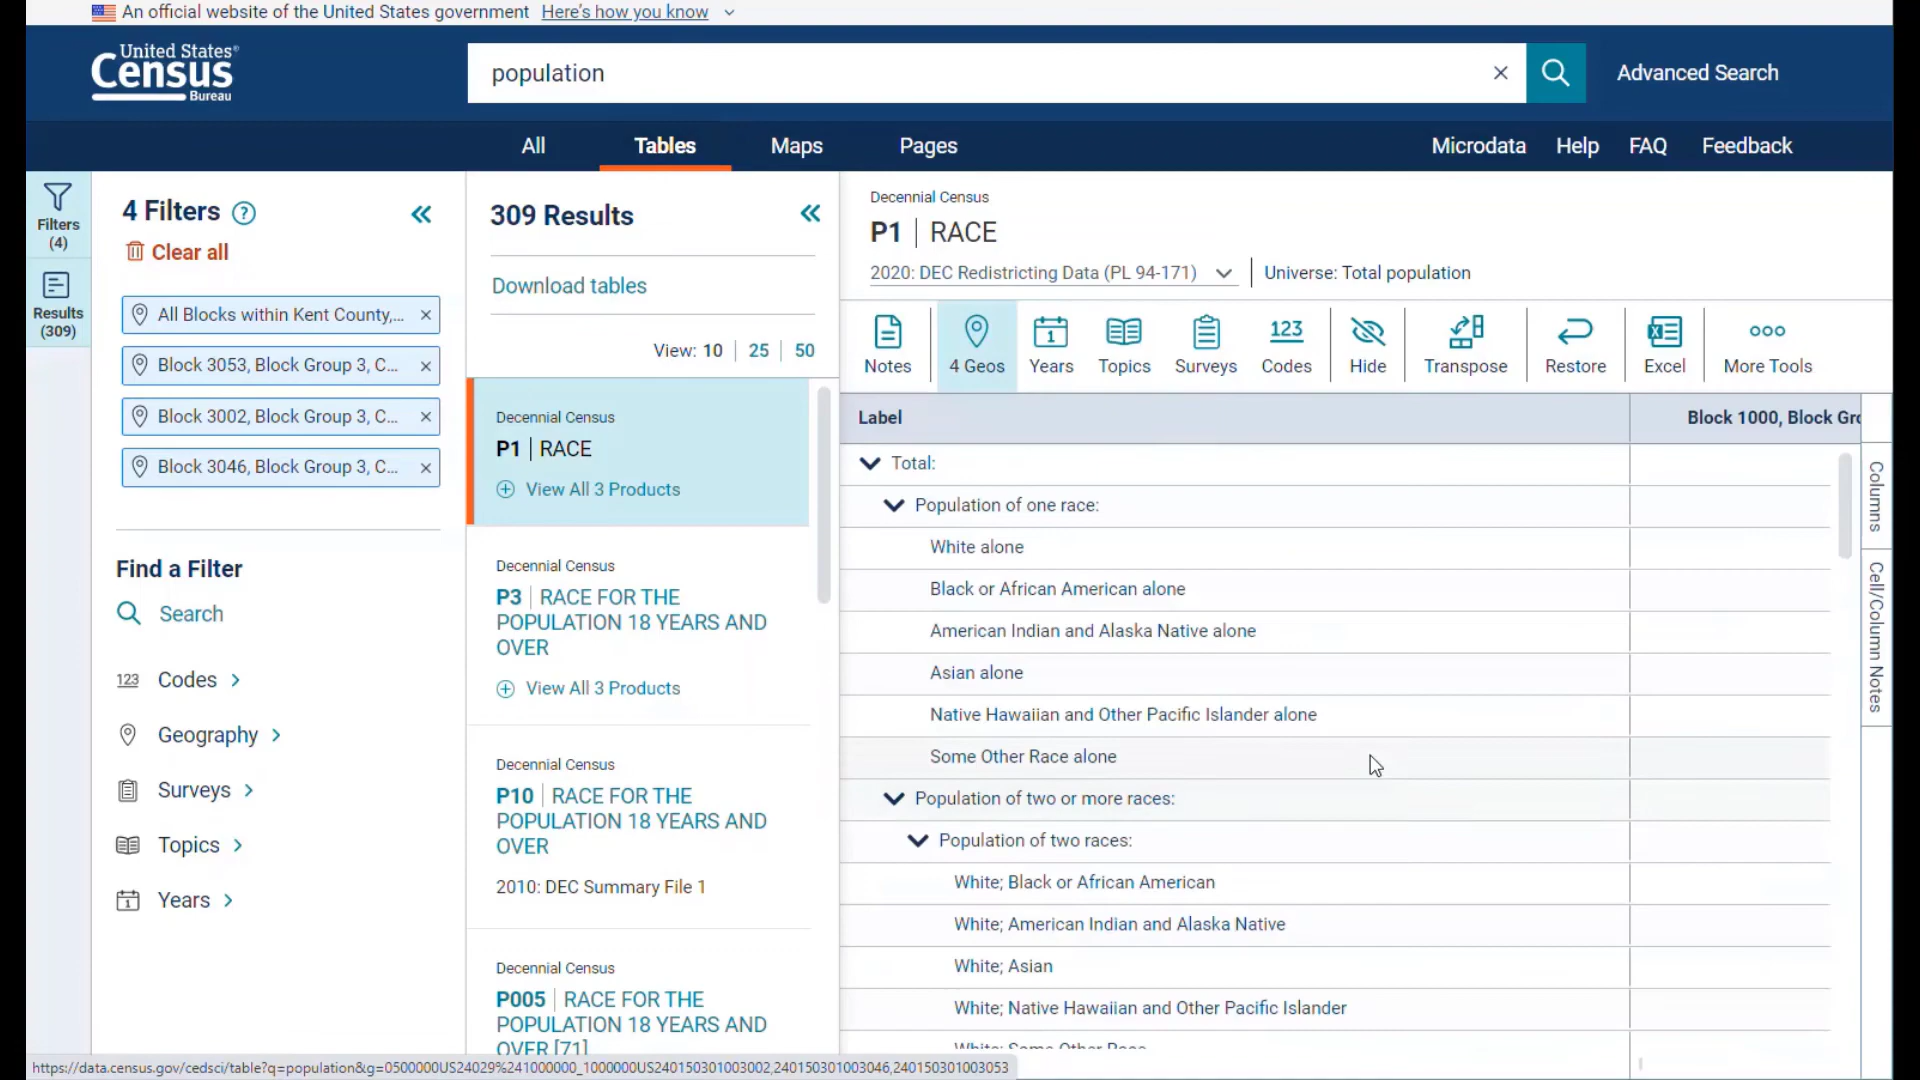 An official website of the United States government Here's how you know
United States®
Census
Bureau
population
Advanced Search
All
Tables
Maps
Pages
Microdata
Help
FAQ
Feedback
Filters
(4)
Results
(309)
4 Filters
Clear all
All Blocks within Kent County,...
Block 3053, Block Group 3, C...
Block 3002, Block Group 3, C...
Block 3046, Block Group 3, C...
Find a Filter
Search
123 Codes
Geography
Surveys
Topics
Years
309 Results
Download tables
View: 10 | 25 | 50
Decennial Census
P1 | RACE
View All 3 Products
Decennial Census
P3 | RACE FOR THE
POPULATION 18 YEARS AND
OVER
View All 3 Products
Decennial Census
P10 | RACE FOR THE
POPULATION 18 YEARS AND
OVER
2010: DEC Summary File 1
Decennial Census
P005 | RACE FOR THE
POPULATION 18 YEARS AND
OVER [71]
Decennial Census
P1 | RACE
2020: DEC Redistricting Data (PL 94-171)
Universe: Total population
Notes
4 Geos
Years
Topics
Surveys
123
Codes
Hide
Transpose
Restore
Excel
More Tools
Label
Block 1000, Block Gr
Total:
Population of one race:
White alone
Black or African American alone
American Indian and Alaska Native alone
Asian alone
Native Hawaiian and Other Pacific Islander alone
Some Other Race alone
Population of two or more races:
Population of two races:
White; Black or African American
White; American Indian and Alaska Native
White; Asian
White; Native Hawaiian and Other Pacific Islander
White; Some Other Race
Columns
Cell/Column Notes
https://data.census.gov/cedsci/table?q=population&g=0500000US24029%241000000_1000000US240150301003002,240150301003046,240150301003053